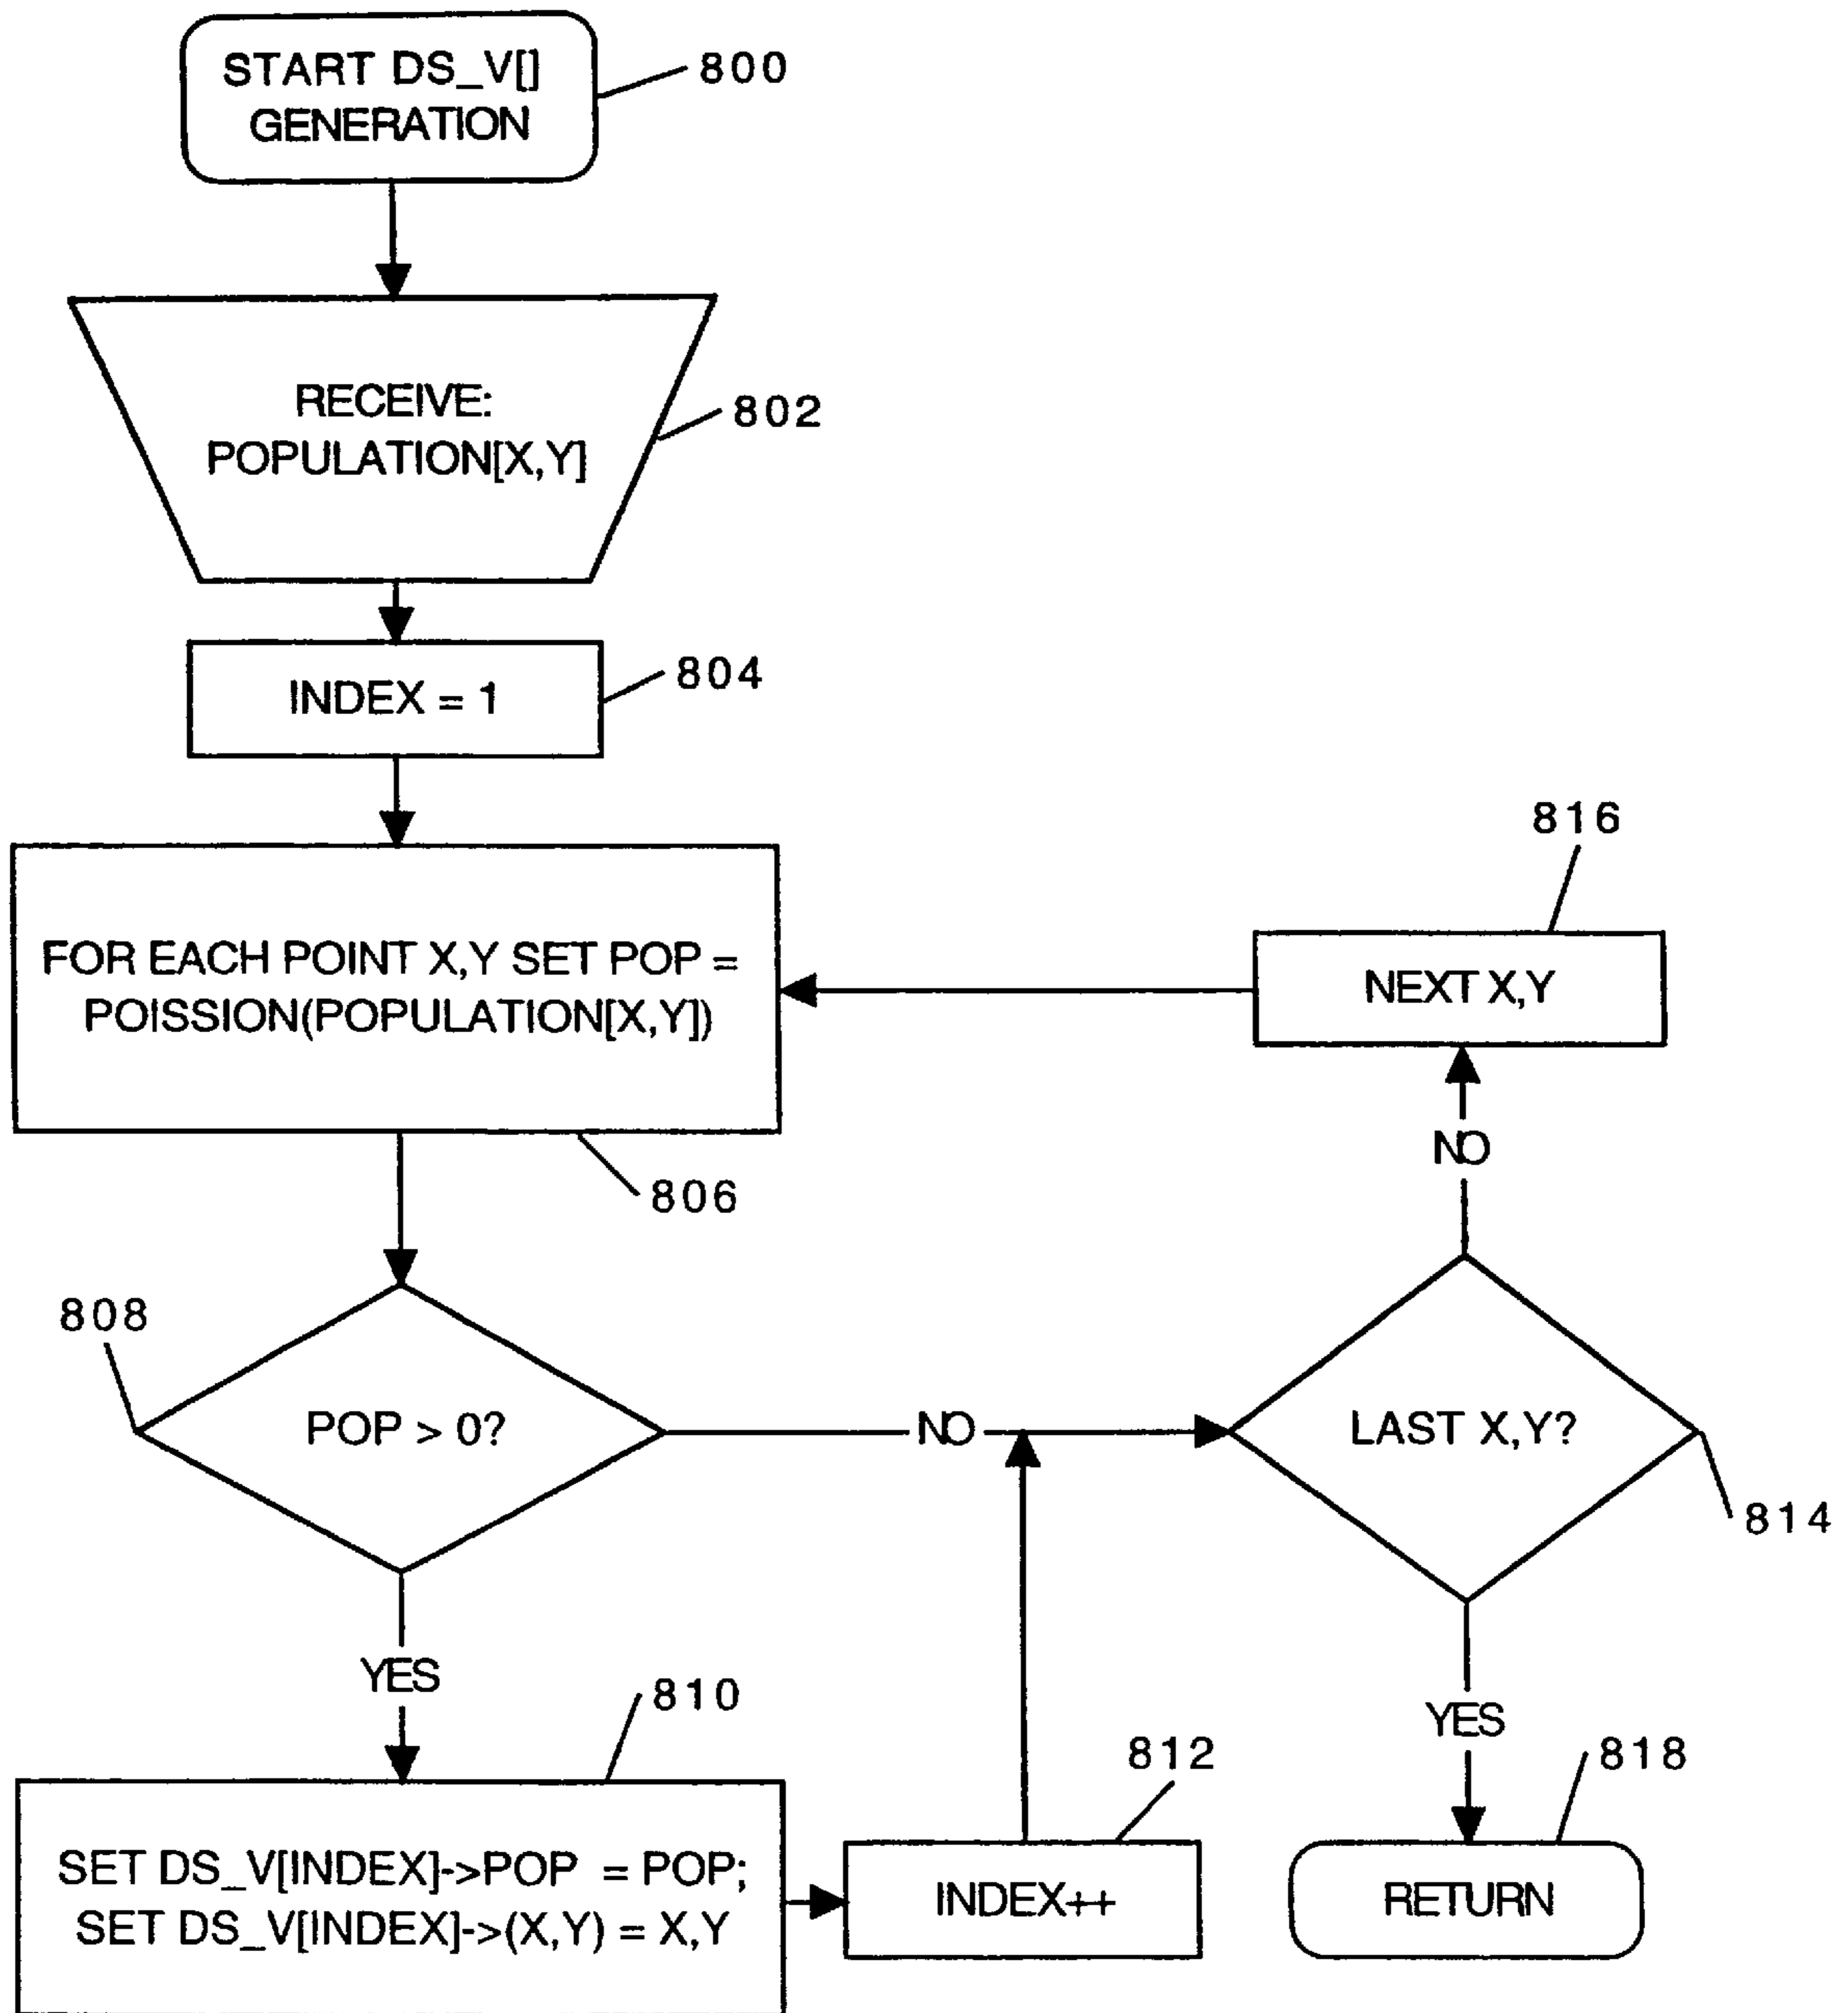 START DS_V[]
GENERATION
800
RECEIVE:
POPULATION[X,Y]
802
INDEX = 1
804
FOR EACH POINT X,Y SET POP =
POISSION(POPULATION[X,Y])
806
816
NEXT X,Y
NO
808
POP > 0?
NO
LAST X,Y?
814
YES
810
YES
SET DS_V[INDEX]->POP = POP;
SET DS_V[INDEX]->(X,Y) = X,Y
812
INDEX++
818
RETURN